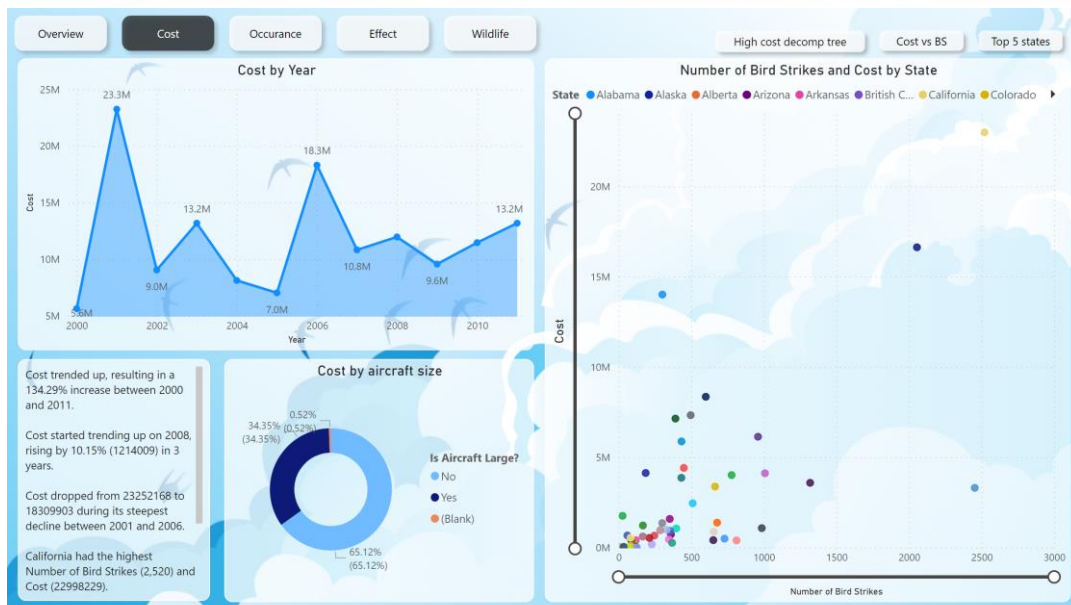 Overview
Cost
Occurance
Effect
Wildlife
High cost decomp tree
Cost vs BS
Top 5 states
Cost by Year
25M
20M
15M
10M
5M
Cost
23.3M
18.3M
13.2M
13.2M
9.0M
10.8M
9.6M
7.0M
5.6M
2000
2002
2004
2006
2008
2010
Year
Cost trended up, resulting in a
134.29% increase between 2000
and 2011.
Cost started trending up on 2008,
rising by 10.15% (1214009) in 3
years.
Cost dropped from 23252168 to
18309903 during its steepest
decline between 2001 and 2006.
California had the highest
Number of Bird Strikes (2,520) and
Cost (22998229).
Cost by aircraft size
0.52%
(0.52%)
34.35%
(34.35%)
65.12%
(65.12%)
Is Aircraft Large?
No
Yes
(Blank)
Number of Bird Strikes and Cost by State
State Alabama Alaska Alberta Arizona Arkansas British C... California Colorado
20M
15M
10M
5M
0M
Cost
0
500
1000
1500
2000
2500
3000
Number of Bird Strikes